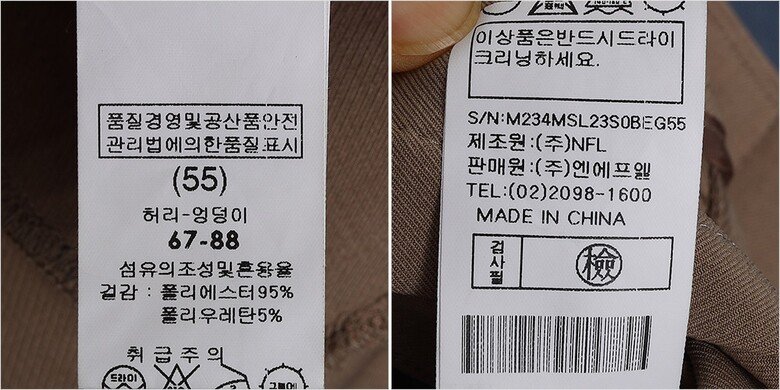 품질경영및공산품안전
관리법에의한품질표시
(55)
허리-엉덩이
67-88
섬유의조성및혼용율
겉감 : 폴리에스터95%
폴리우레탄5%
취급주의
드라이
이상품은반드시드라이
크리닝하세요.
S/N:M234MSL23S0BEG55
제조원:(주)NFL
판매원:(주)엔에프엘
TEL:(02)2098-1600
MADE IN CHINA
검사필
檢